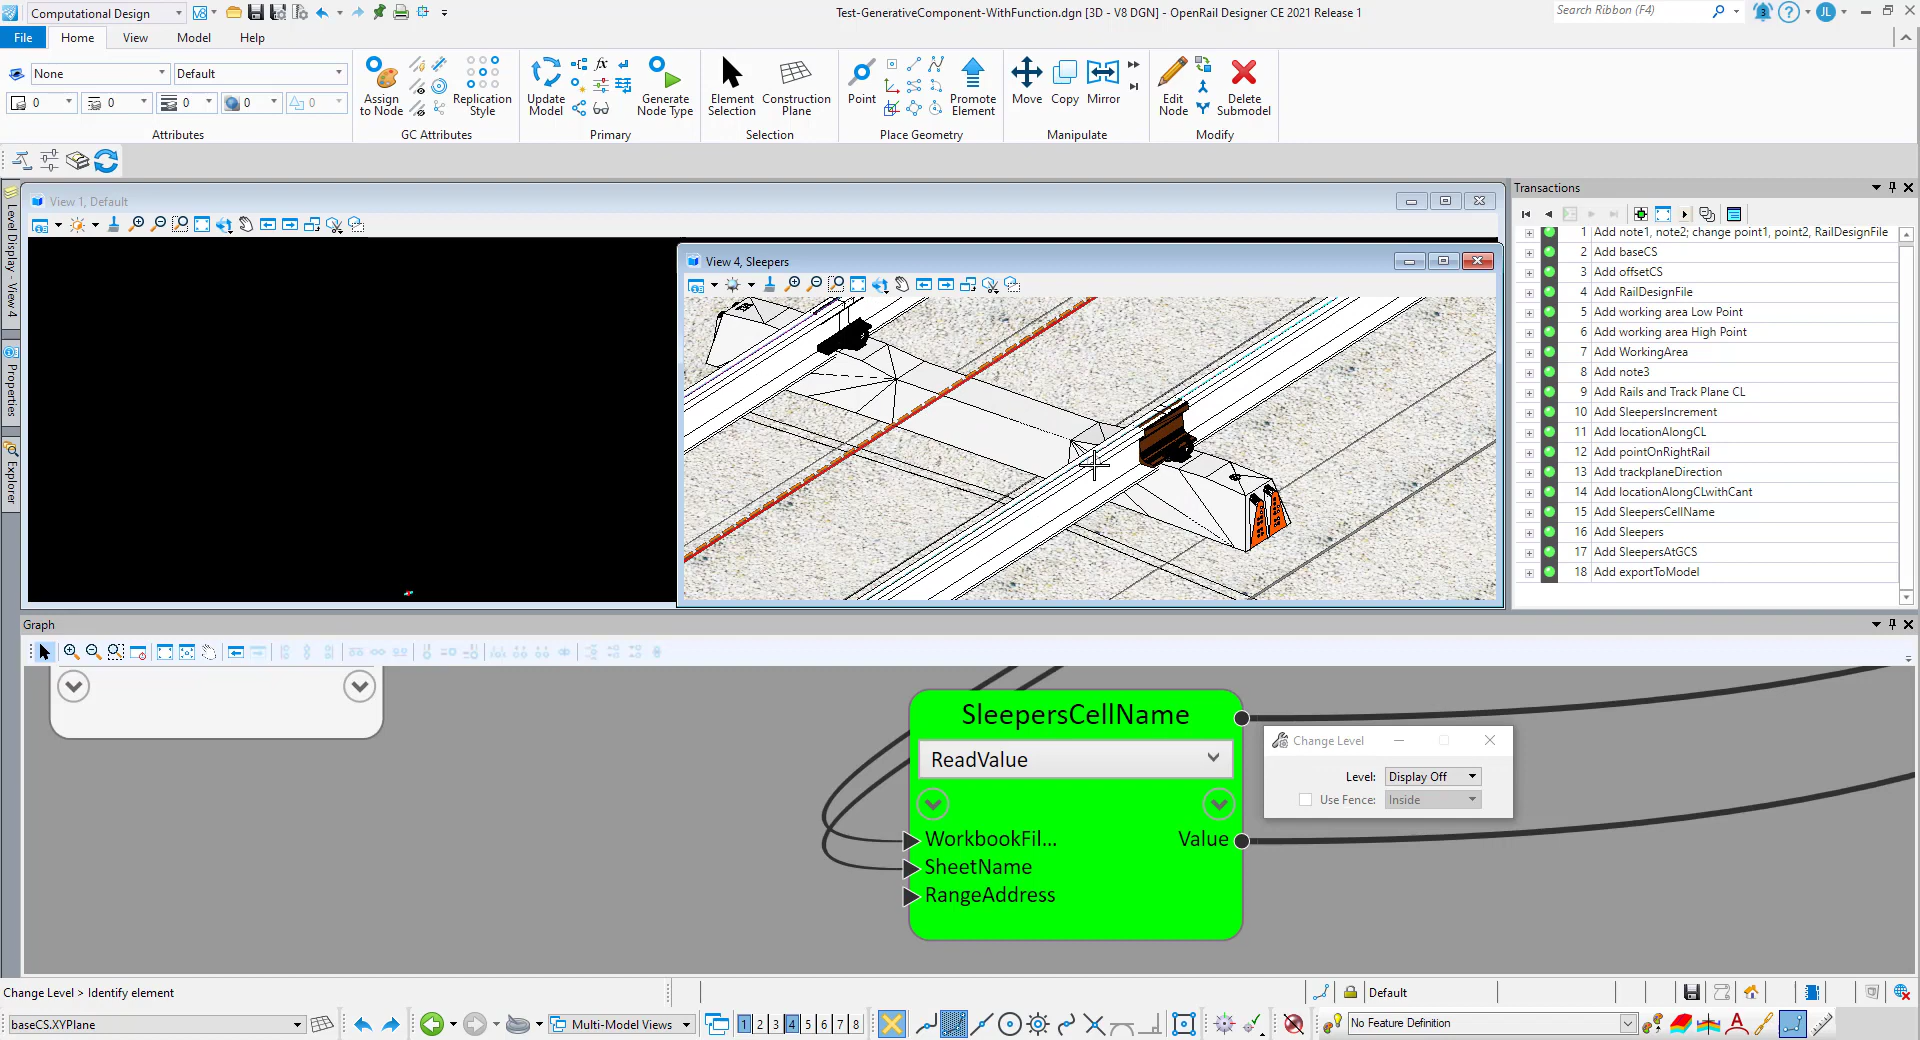 Computational Design
Test-GenerativeComponent-WithFunction.dgn [3D - V8 DGN] - OpenRail Designer CE 2021 Release 1
Search Ribbon (F4)
JL
File
Home
View
Model
Help
None
Default
0
0
0
0
0
Attributes
Assign to Node
Replication Style
GC Attributes
Update Model
fx
Generate Node Type
Primary
Element Selection
Construction Plane
Selection
Point
Promote Element
Place Geometry
Move
Copy
Mirror
Manipulate
Edit Node
Delete Submodel
Modify
Level Display - View 4
Properties
Explorer
View 1, Default
View 4, Sleepers
Transactions
1 Add note1, note2; change point1, point2, RailDesignFile
2 Add baseCS
3 Add offsetCS
4 Add RailDesignFile
5 Add working area Low Point
6 Add working area High Point
7 Add WorkingArea
8 Add note3
9 Add Rails and Track Plane CL
10 Add SleepersIncrement
11 Add locationAlongCL
12 Add pointOnRightRail
13 Add trackplaneDirection
14 Add locationAlongCLwithCant
15 Add SleepersCellName
16 Add Sleepers
17 Add SleepersAtGCS
18 Add exportToModel
Graph
SleepersCellName
ReadValue
WorkbookFil...
Value
SheetName
RangeAddress
Change Level
Level: Display Off
Use Fence: Inside
Change Level > Identify element
Default
baseCS.XYPlane
Multi-Model Views
1 2 3 4 5 6 7 8
No Feature Definition